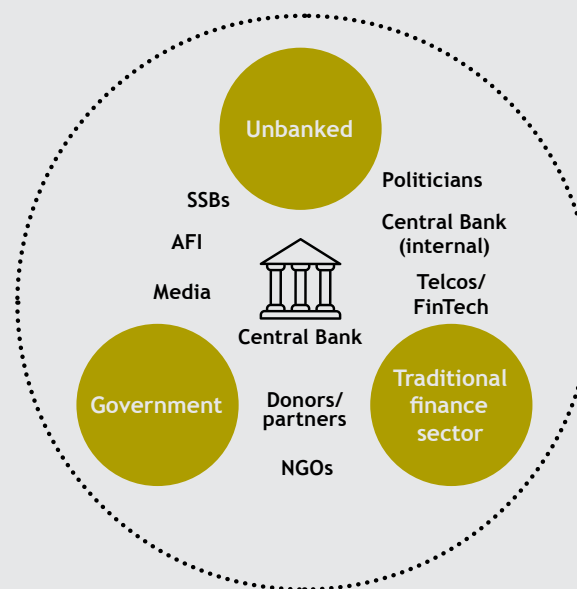 Unbanked
Politicians
SSBs
Central Bank
(internal)
AFI
Telcos/
FinTech
Media
Central Bank
Government
Donors/
partners
Traditional
finance
sector
NGOs